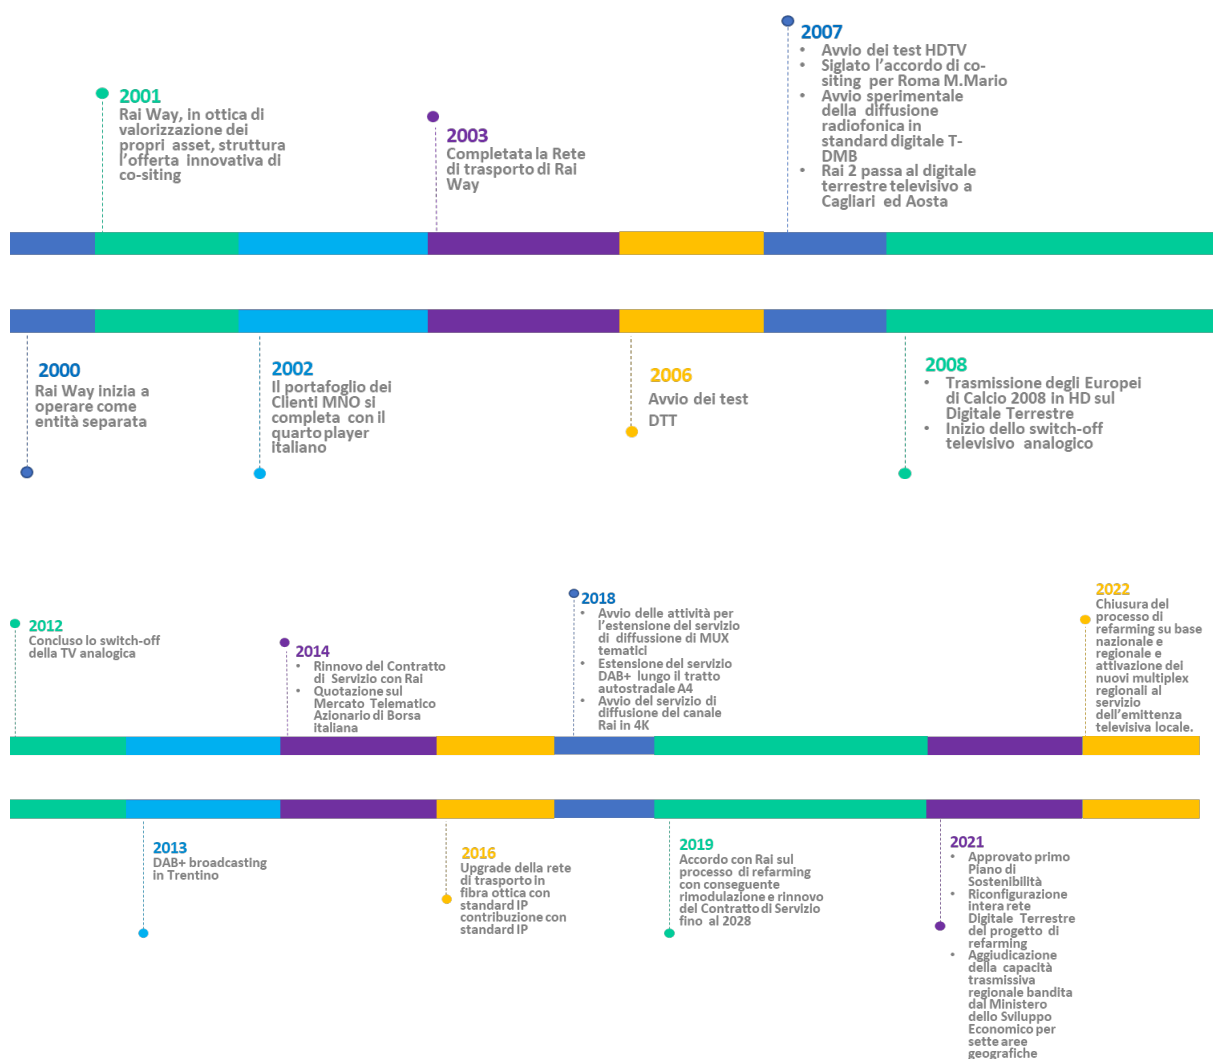 2007
• Avvio dei test HDTV
• Siglato l'accordo di co-
siting per Roma M.Mario
• Avvio sperimentale
della diffusione
radiofonica in
standard digitale T-
DMB
• Rai 2 passa al digitale
terrestre televisivo a
Cagliari ed Aosta
2001
Rai Way, in ottica di
valorizzazione dei
propri asset, struttura
l'offerta innovativa di
co-siting
2003
Completata la Rete
di trasporto di Rai
Way
2000
Rai Way inizia a
operare come
entità separata
2002
Il portafoglio dei
Clienti MNO si
completa con il
quarto player
italiano
2006
Avvio dei test
DTT
2008
• Trasmissione degli Europei
di Calcio 2008 in HD sul
Digitale Terrestre
• Inizio dello switch-off
televisivo analogico
2012
Concluso lo switch-off
della TV analogica
2014
• Rinnovo del Contratto
di Servizio con Rai
• Quotazione sul
Mercato Telematico
Azionario di Borsa
italiana
2018
• Avvio delle attività per
l'estensione del servizio
di diffussione di MUX
tematici
• Estensione del servizio
DAB+ lungo il tratto
autostradale A4
• Avvio del servizio di
diffusione del canale
Rai in 4K
2022
Chiusura del
processo di
refarming su base
nazionale e
regionale e
attivazione dei
nuovi multiplex
regionali al
servizio
dell'emittenza
televisiva locale.
2013
DAB+ broadcasting
in Trentino
2016
Upgrade della rete
di trasporto in
fibra ottica con
standard IP
contribuzione con
standard IP
2019
Accordo con Rai sul
processo di refarming
con conseguente
rimodulazione e rinnovo
del Contratto di Servizio
fino al 2028
2021
• Approvato primo
Piano di
Sostenibilità
• Riconfigurazione
intera rete
Digitale Terrestre
del progetto di
refarming
• Aggiudicazione
della capacità
trasmissiva
regionale bandita
dal Ministero
dello Sviluppo
Economico per
sette aree
geografiche